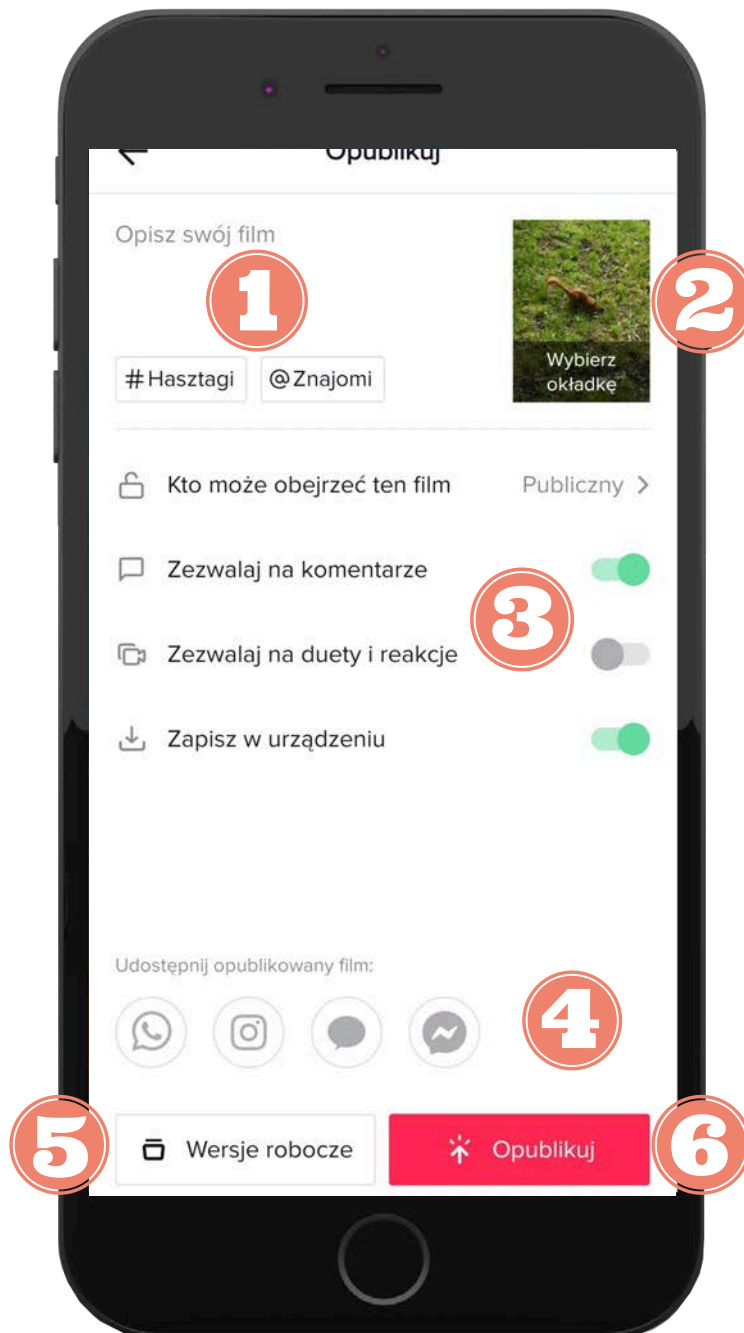 Opublikuj
Opisz swój film
1
2
#Hasztagi @Znajomi
Wybierz
okładkę
Kto może obejrzeć ten film Publiczny >
Zezwalaj na komentarze
3
Zezwalaj na duety i reakcje
Zapisz w urządzeniu
Udostępnij opublikowany film:
4
5
Wersje robocze
Opublikuj
6